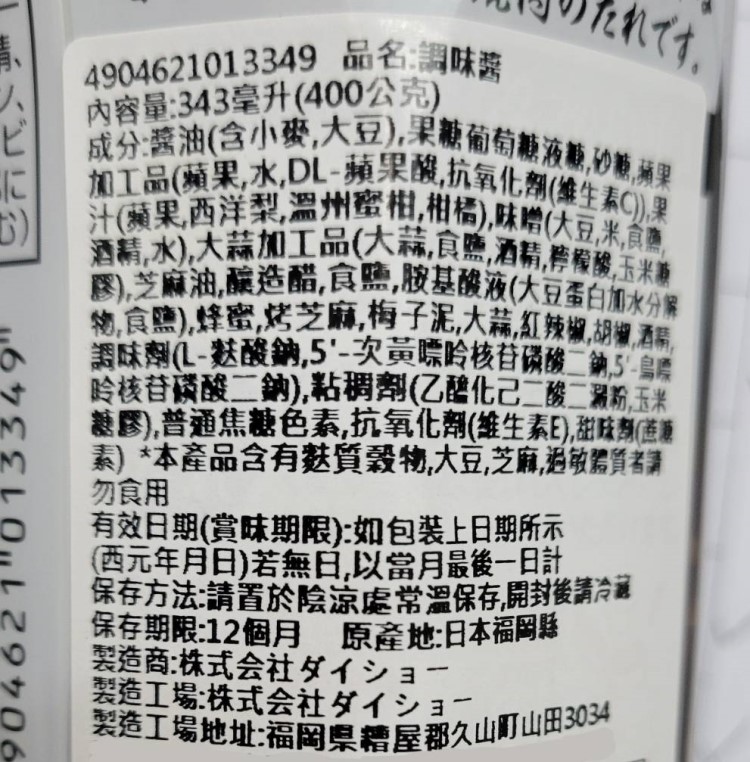 焼肉のたれです。
4904621013349 品名:調味醬
內容量:343毫升(400公克)
成分:醬油(含小麥,大豆),果糖葡萄糖液糖,砂糖,蘋果
加工品(蘋果,水,DL-蘋果酸,抗氧化劑(維生素C)),果
汁(蘋果,西洋梨,溫州蜜柑,柑橘),味噌(大豆,米,食鹽,
酒精,水),大蒜加工品(大蒜,食鹽,酒精,檸檬酸,玉米糖
膠),芝麻油,釀造醋,食鹽,胺基酸液(大豆蛋白加水分解
物,食鹽),蜂蜜,烤芝麻,梅子泥,大蒜,紅辣椒,胡椒,酒精,
調味劑(L-麩酸鈉,5'-次黃嘌呤核苷磷酸二鈉,5'-鳥嘌
呤核苷磷酸二鈉),粘稠劑(乙醯化己二酸二澱粉,玉米
糖膠),普通焦糖色素,抗氧化劑(維生素E),甜味劑(蔗糖
素) *本產品含有麩質穀物,大豆,芝麻,過敏體質者請
勿食用
有效日期(賞味期限):如包裝上日期所示
(西元年月日)若無日,以當月最後一日計
保存方法:請置於陰涼處常溫保存,開封後請冷藏
保存期限:12個月 原產地:日本福岡縣
製造商:株式会社ダイショー
製造工場:株式会社ダイショー
製造工場地址:福岡県糟屋郡久山町山田3034
904621"013349"